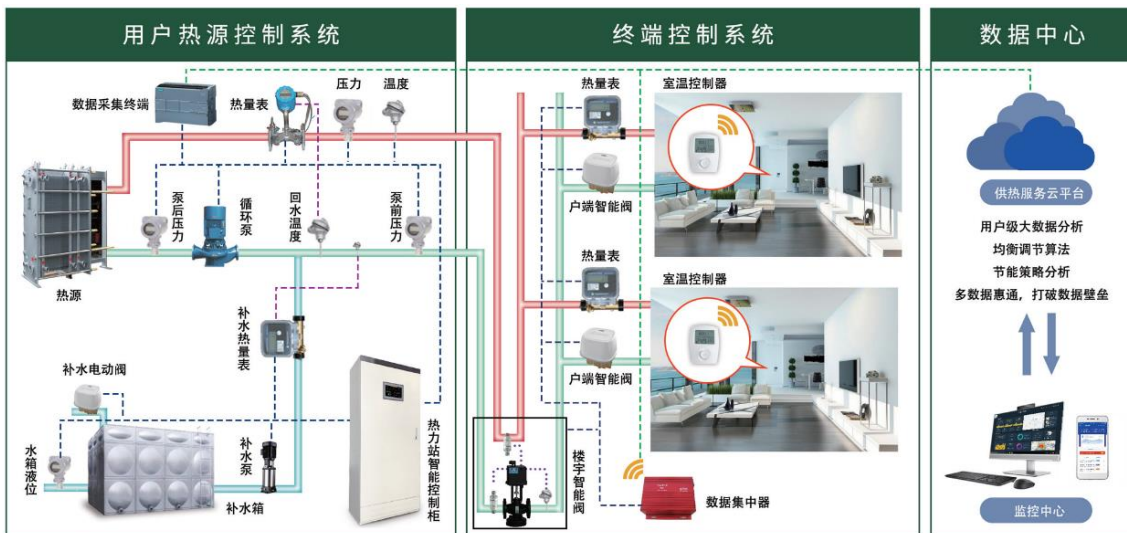 用户热源控制系统
终端控制系统
数据中心
数据采集终端
热量表
压力
温度
泵后压力
循环泵
回水温度
泵前压力
热源
补水热量表
补水电动阀
水箱液位
补水箱
补水泵
热力站智能控制柜
热量表
室温控制器
户端智能阀
热量表
室温控制器
户端智能阀
楼宇智能阀
数据集中器
供热服务云平台
用户级大数据分析
均衡调节算法
节能策略分析
多数据惠通，打破数据壁垒
监控中心